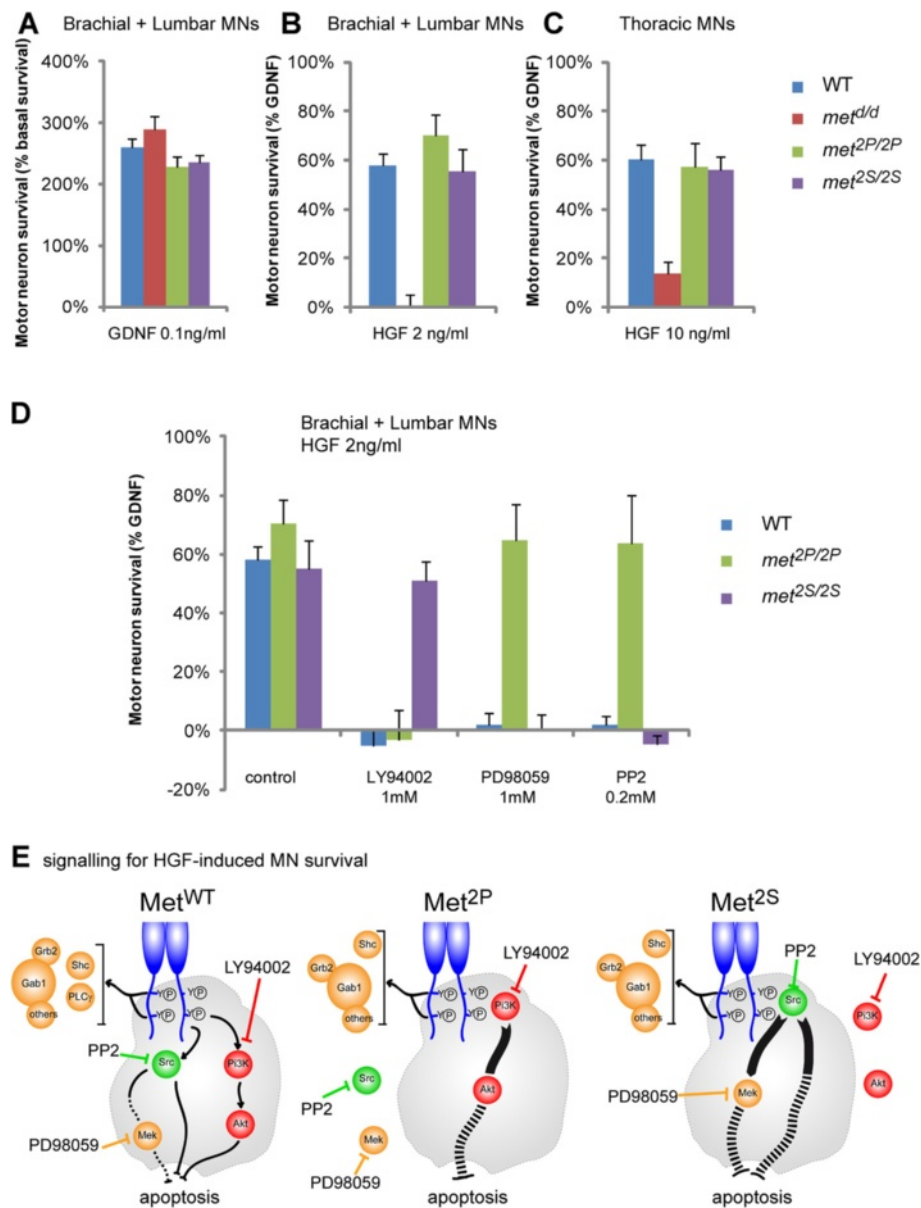 A Brachial + Lumbar MNs
Motor neuron survival (% basal survival)
400%
300%
200%
100%
0%
GDNF 0.1ng/ml
B Brachial + Lumbar MNs
Motor neuron survival (% GDNF)
100%
80%
60%
40%
20%
0%
HGF 2 ng/ml
C Thoracic MNs
Motor neuron survival (% GDNF)
100%
80%
60%
40%
20%
0%
HGF 10 ng/ml
WT
met d/d
met 2P/2P
met 2S/2S
D
Brachial + Lumbar MNs
HGF 2ng/ml
Motor neuron survival (% GDNF)
100%
80%
60%
40%
20%
0%
-20%
control
LY94002
1mM
PD98059
1mM
PP2
0.2mM
WT
met 2P/2P
met 2S/2S
E signalling for HGF-induced MN survival
Met WT
Grb2
Shc
Gab1
PLCγ
others
Y P Y P
Y P Y P
LY94002
PP2
Src
Pi3K
PD98059
Mek
Akt
apoptosis
Met 2P
Shc
Grb2
Gab1
others
Y P Y P
Y P Y P
LY94002
Pi3K
Src
PP2
Akt
Mek
PD98059
apoptosis
Met 2S
Shc
Grb2
Gab1
others
Y P Y P
Y P Y P
PP2
Src
LY94002
Pi3K
PD98059
Mek
Akt
apoptosis